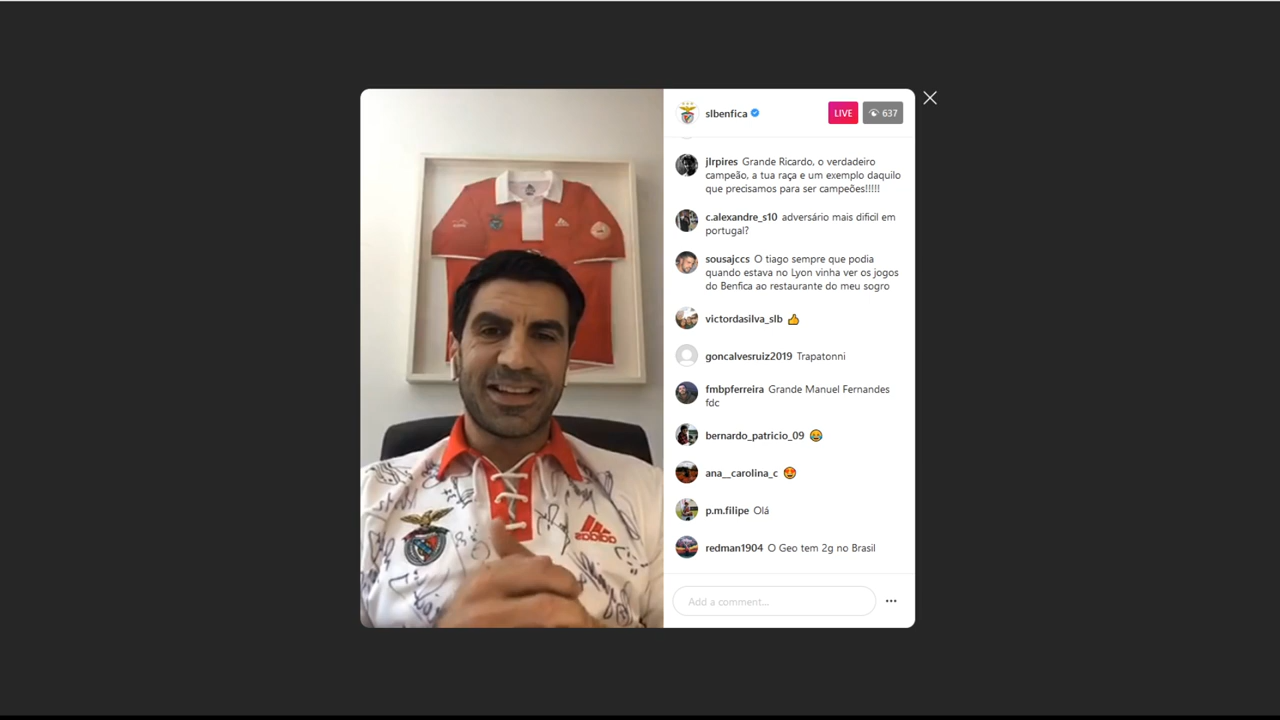 slbenfica
LIVE
637
jlrpires Grande Ricardo, o verdadeiro
campeão, a tua raça e um exemplo daquilo
que precisamos para ser campeões!!!!!
c.alexandre_s10 adversário mais dificil em
portugal?
sousajccs O tiago sempre que podia
quando estava no Lyon vinha ver os jogos
do Benfica ao restaurante do meu sogro
victordasilva_slb 👍
goncalvesruiz2019 Trapatonni
fmbpferreira Grande Manuel Fernandes
fdc
bernardo_patricio_09 😂
ana__carolina_c 😍
p.m.filipe Olá
redman1904 O Geo tem 2g no Brasil
Add a comment...
adidas